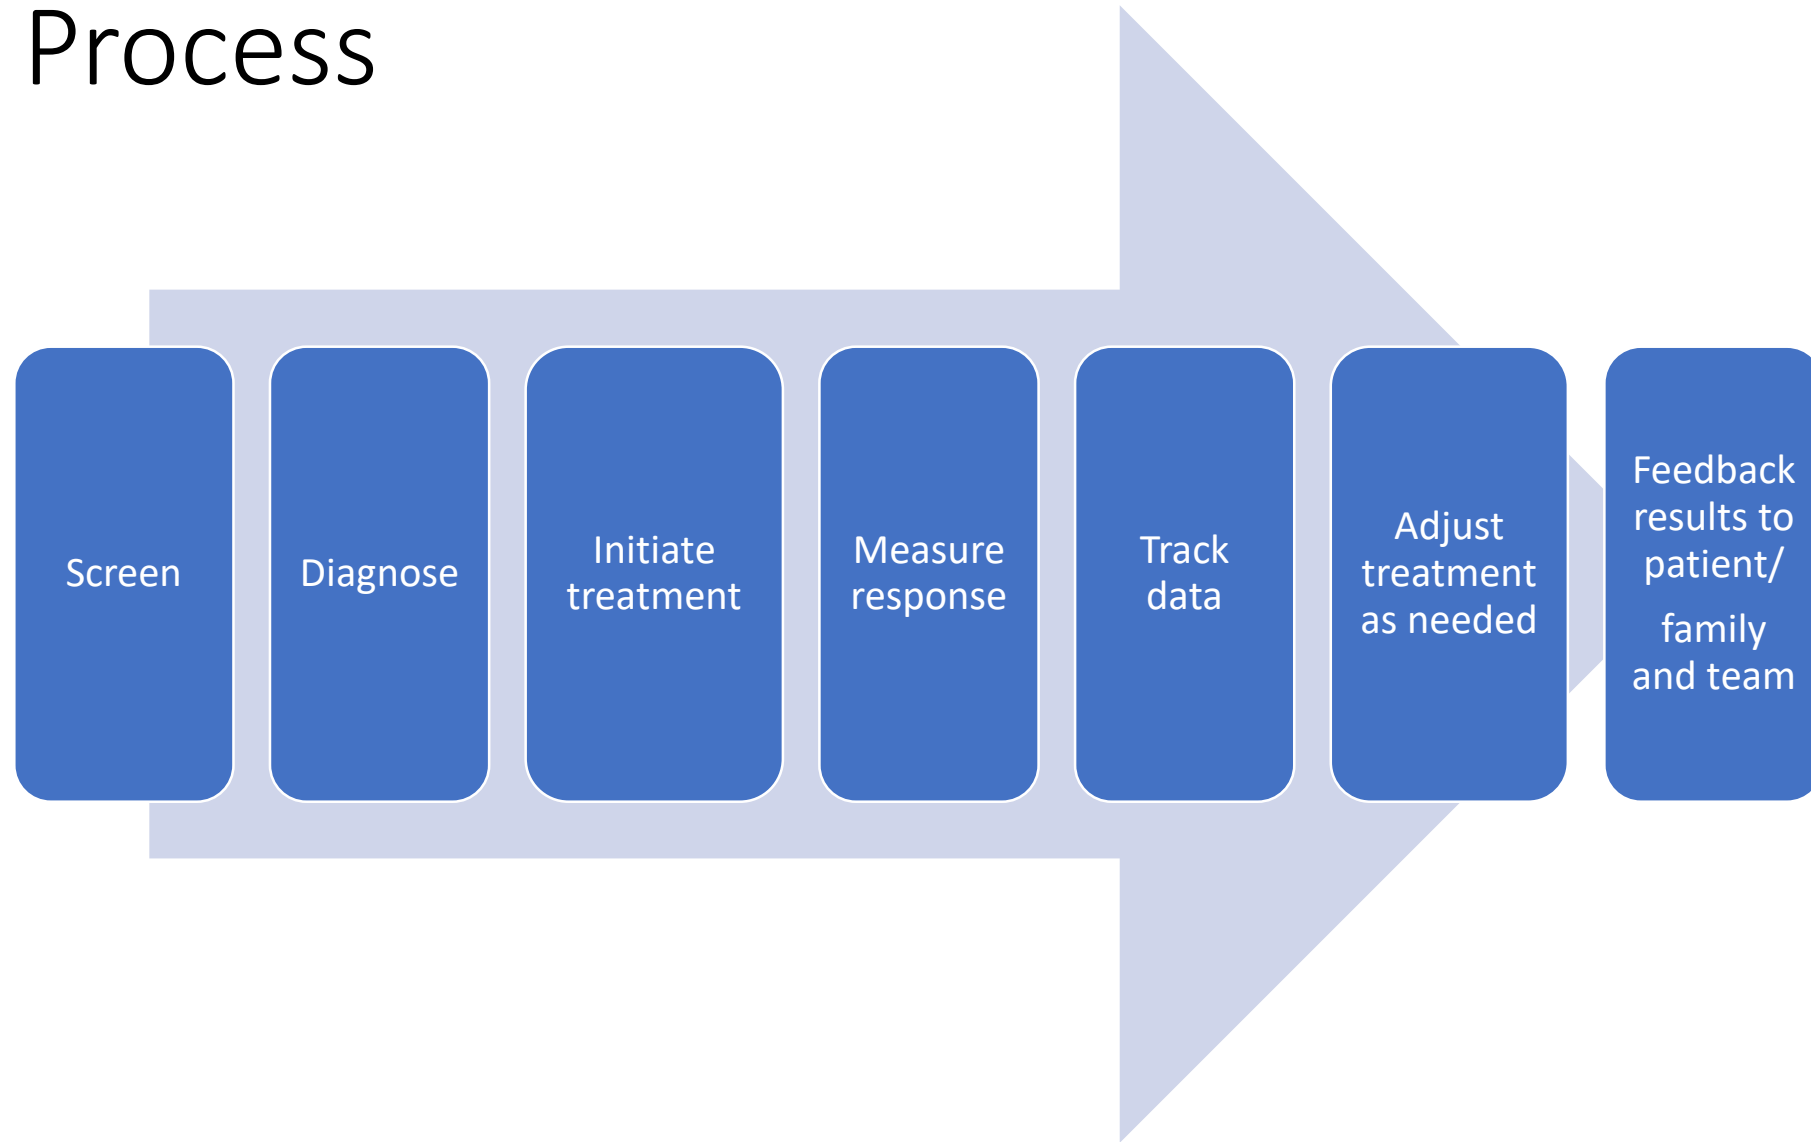 Process
Screen
Diagnose
Initiate
treatment
Measure
response
Track
data
Adjust
treatment
as needed
Feedback
results to
patient/
family
and team